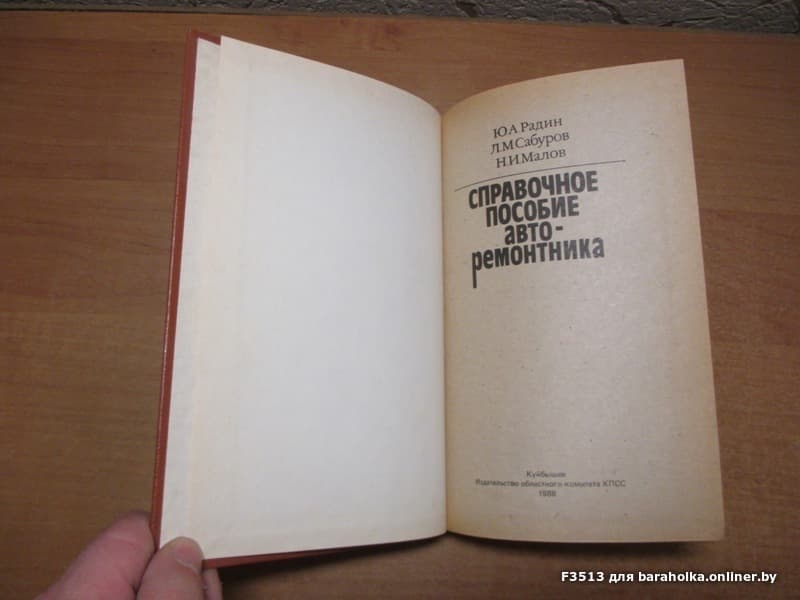 Ю.А.Радин
Л.М.Сабуров
Н.И.Малов
СПРАВОЧНОЕ
ПОСОБИЕ
авто-
ремонтника
Куйбышев
Издательство областного комитета КПСС
1988
F3513 для baraholka.onliner.by